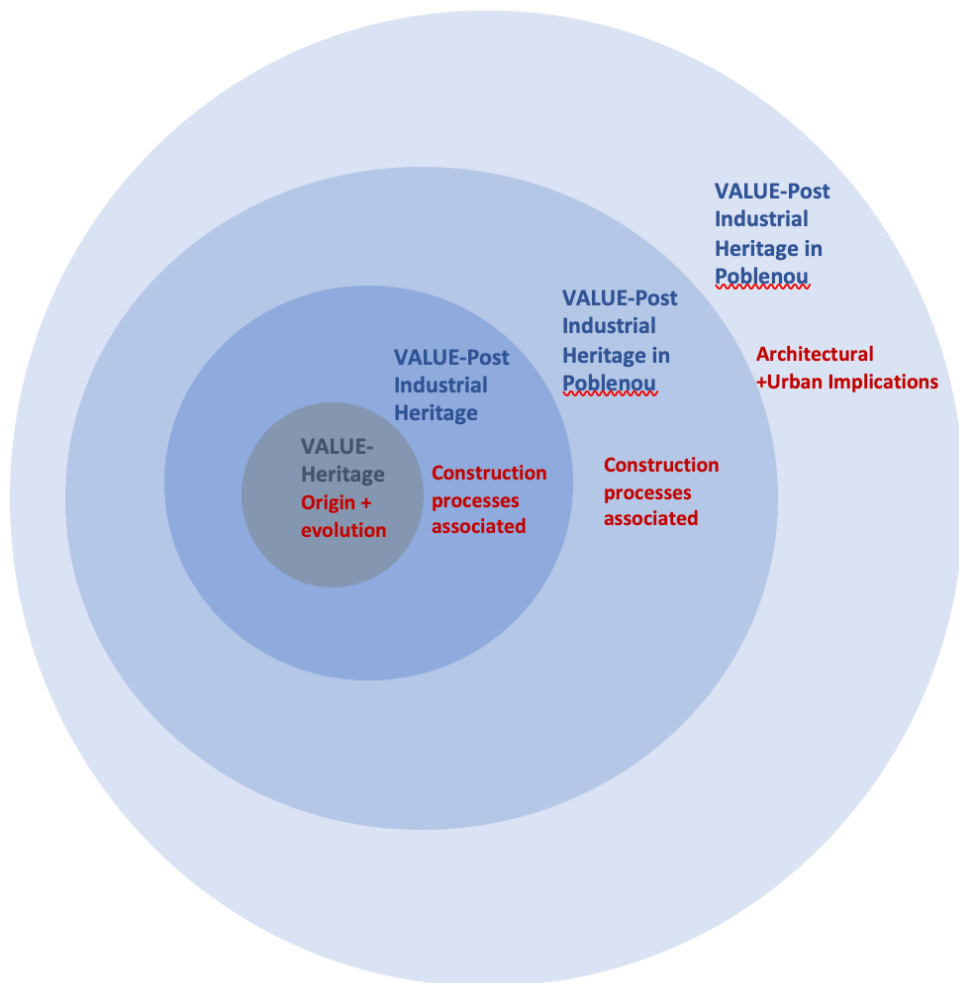 VALUE-Post
Industrial
Heritage in
Poblenou
Architectural
+Urban Implications
VALUE-Post
Industrial
Heritage in
Poblenou
Construction
processes
associated
VALUE-Post
Industrial
Heritage
Construction
processes
associated
VALUE-
Heritage
Origin +
evolution